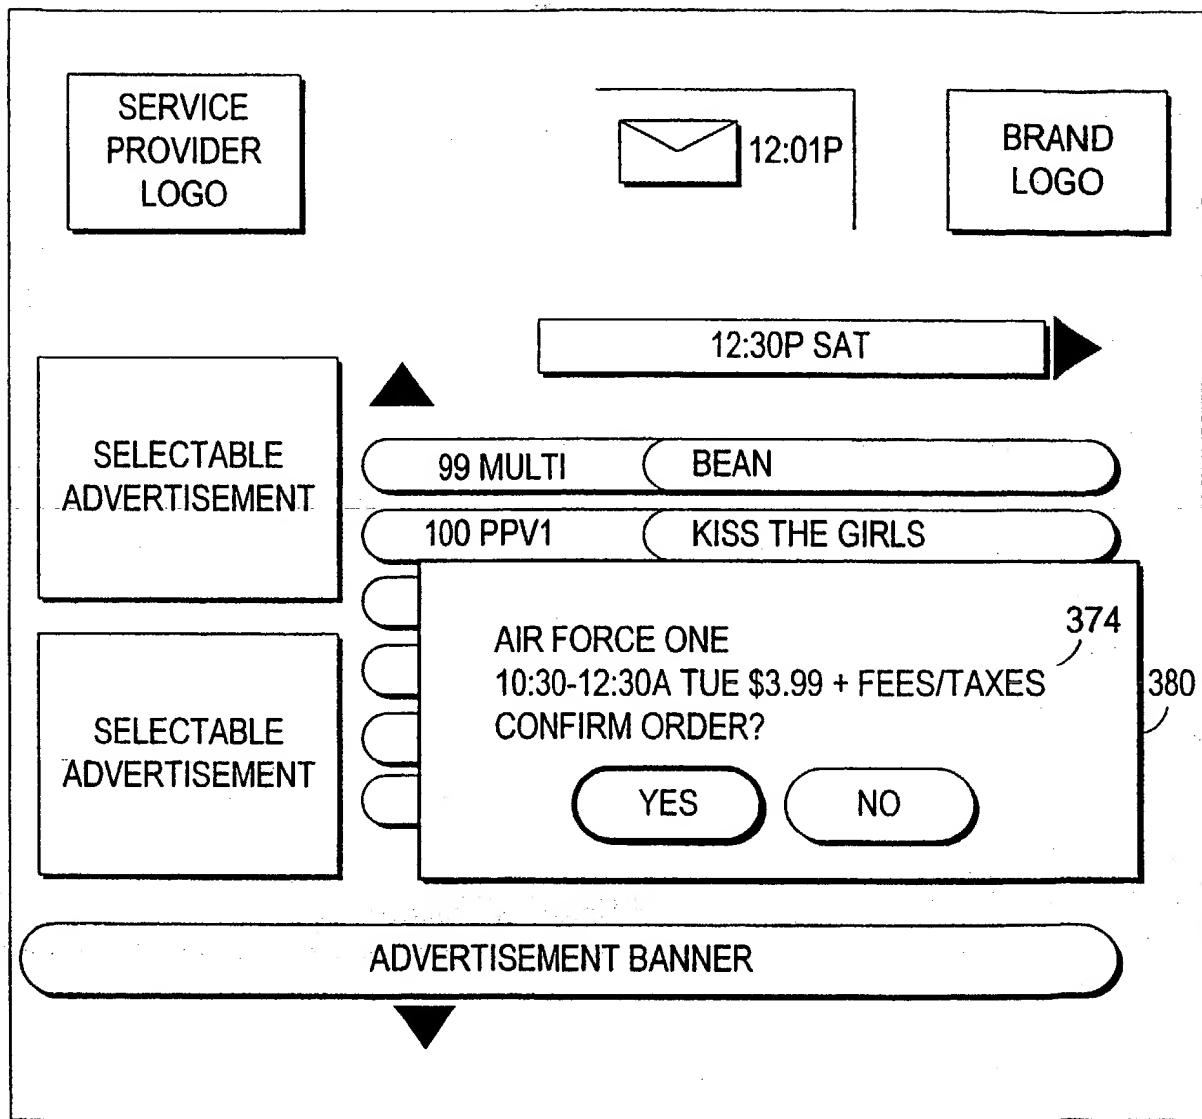 SERVICE
PROVIDER
LOGO
12:01P
BRAND
LOGO
12:30P SAT
SELECTABLE
ADVERTISEMENT
99 MULTI BEAN
100 PPV1 KISS THE GIRLS
374
AIR FORCE ONE
10:30-12:30A TUE $3.99 + FEES/TAXES
380
CONFIRM ORDER?
SELECTABLE
ADVERTISEMENT
YES NO
ADVERTISEMENT BANNER